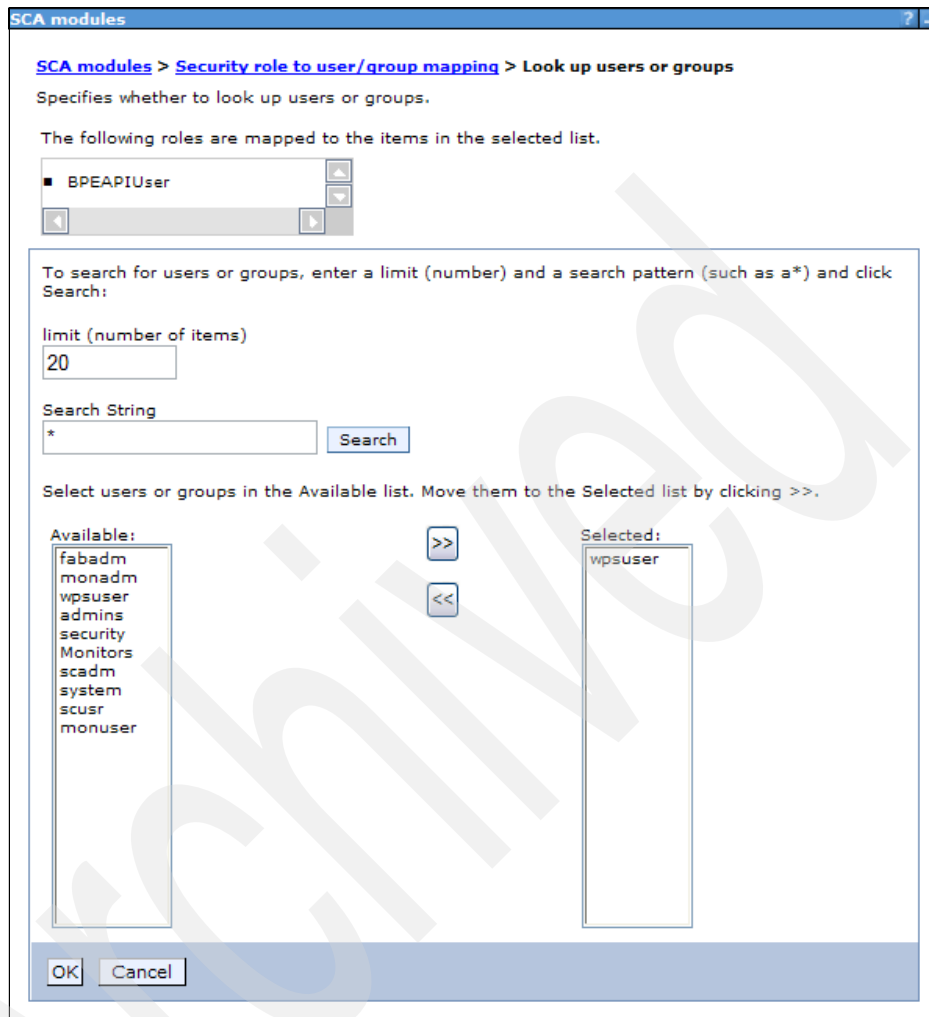 SCA modules ? -
SCA modules > Security role to user/group mapping > Look up users or groups
Specifies whether to look up users or groups.
The following roles are mapped to the items in the selected list.
■ BPEAPIUser
To search for users or groups, enter a limit (number) and a search pattern (such as a*) and click
Search:
limit (number of items)
20
Search String
*
Search
Select users or groups in the Available list. Move them to the Selected list by clicking >>.
Available:
fabadm
monadm
wpsuser
admins
security
Monitors
scadm
system
scusr
monuser
>>
<<
Selected:
wpsuser
OK Cancel
rchived